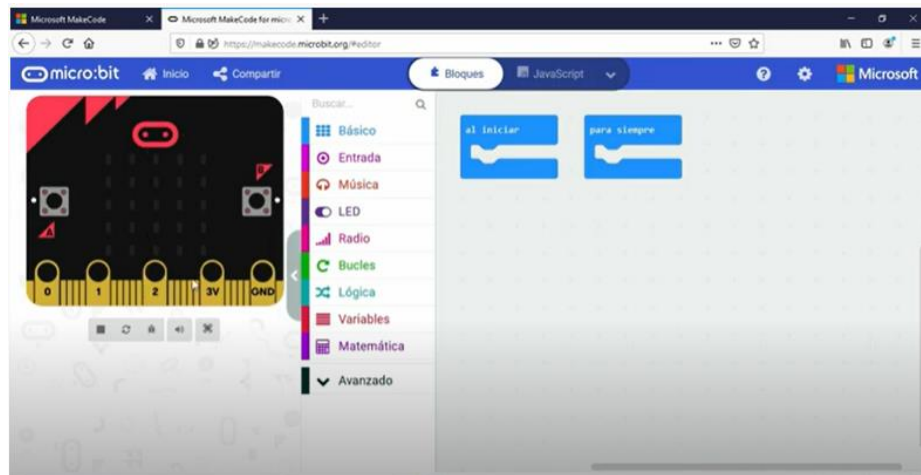 Microsoft MakeCode
Microsoft MakeCode for micro
https://makecode.microbit.org/#editor
micro:bit
Inicio
Compartir
Bloques
JavaScript
Microsoft
Buscar...
Básico
Entrada
Música
LED
Radio
Bucles
Lógica
Variables
Matemática
Avanzado
al iniciar
para siempre
B
A
0
1
2
3V
GND